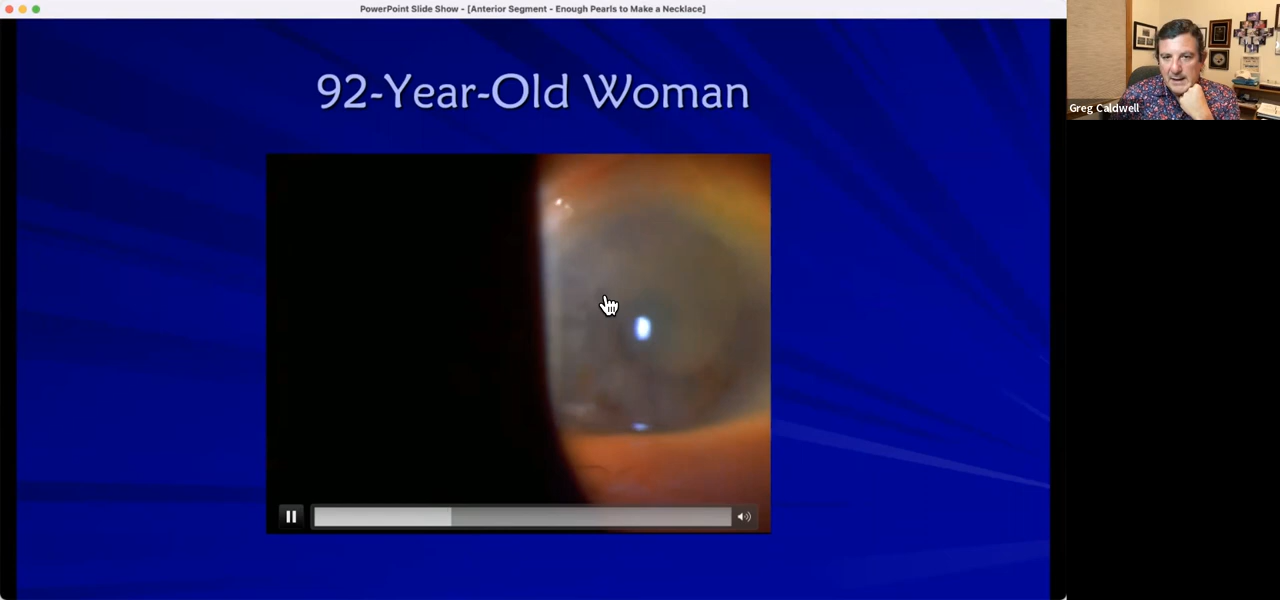 PowerPoint Slide Show - [Anterior Segment - Enough Pearls to Make a Necklace]
92-Year-Old Woman
Greg Caldwell